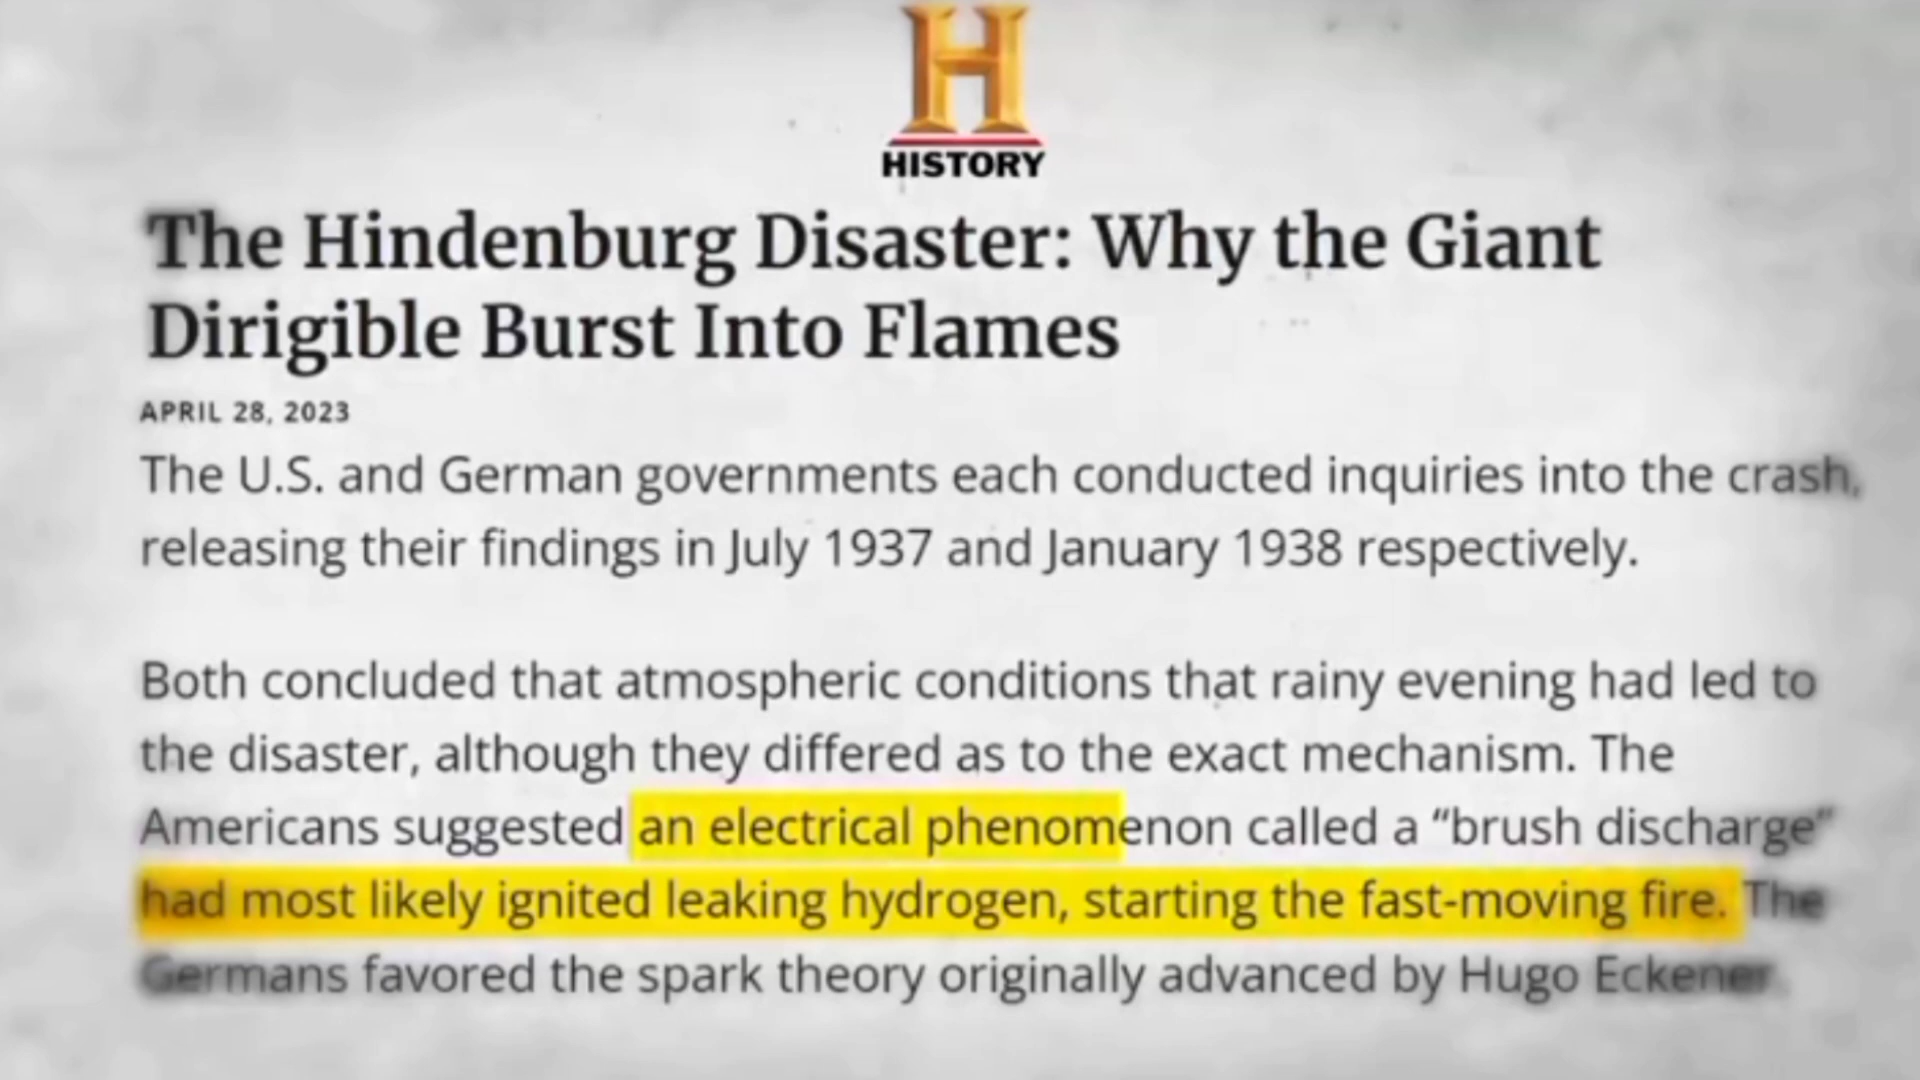 H
HISTORY
The Hindenburg Disaster: Why the Giant
Dirigible Burst Into Flames
APRIL 28, 2023
The U.S. and German governments each conducted inquiries into the crash,
releasing their findings in July 1937 and January 1938 respectively.
Both concluded that atmospheric conditions that rainy evening had led to
the disaster, although they differed as to the exact mechanism. The
Americans suggested an electrical phenomenon called a “brush discharge”
had most likely ignited leaking hydrogen, starting the fast-moving fire. The
Germans favored the spark theory originally advanced by Hugo Eckener.